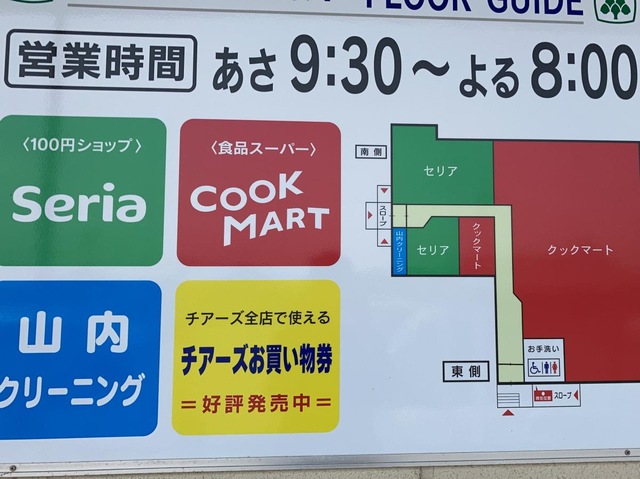 FLOOR GUIDE
営業時間 あさ9:30〜よる8:00
〈100円ショップ〉
Seria
〈食品スーパー〉
COOK
MART
山内
クリーニング
チアーズ全店で使える
チアーズお買い物券
＝好評発売中＝
南側
セリア
スロープ
山内クリーニング
セリア
クックマート
クックマート
お手洗い
東側
スロープ